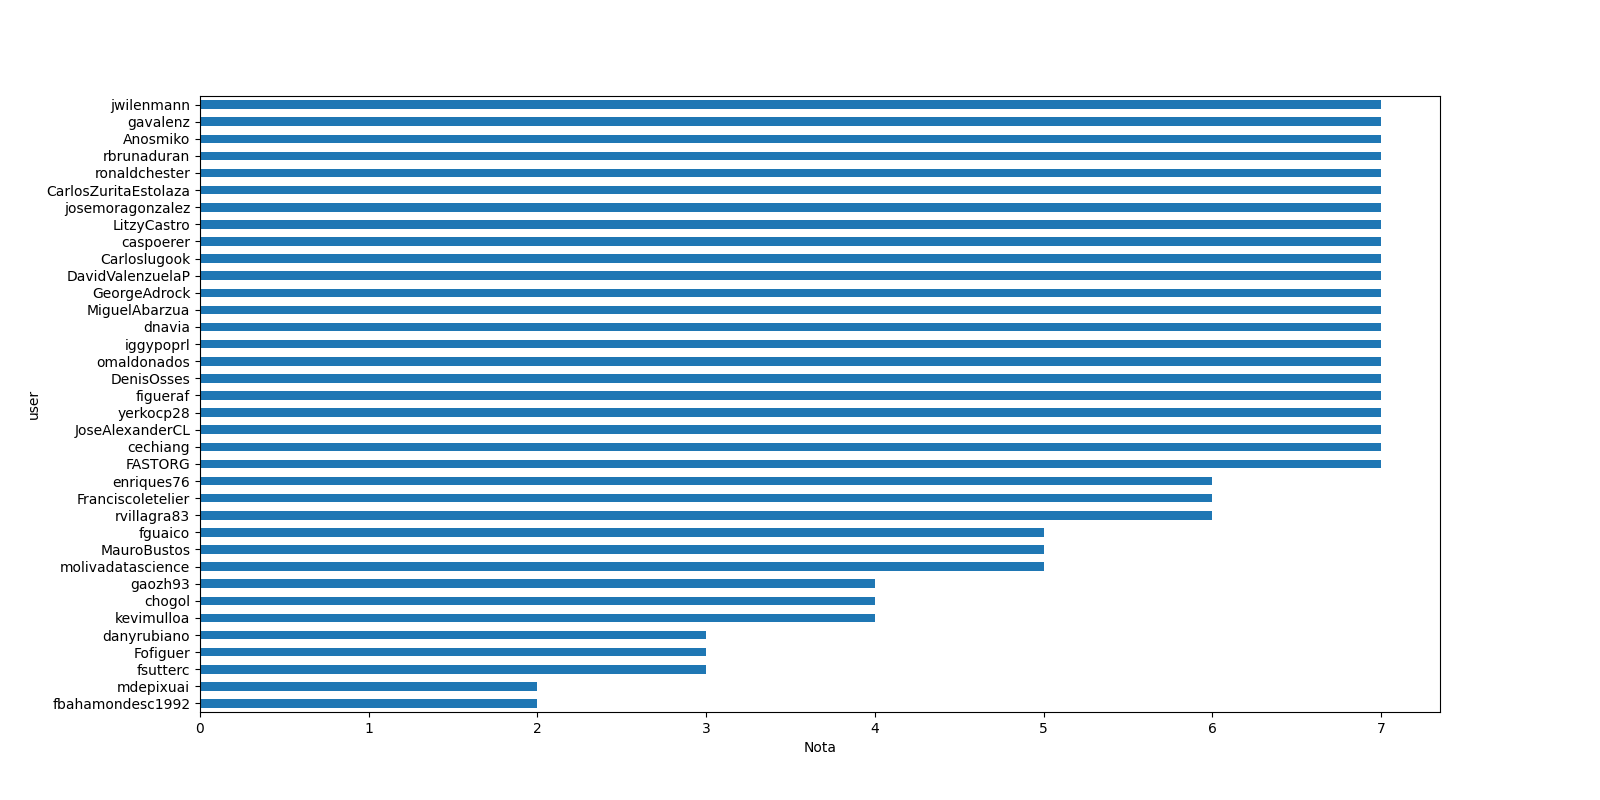 jwilenmann
gavalenz
Anosmiko
rbrunaduran
ronaldchester
CarlosZuritaEstolaza
josemoragonzalez
LitzyCastro
caspoerer
Carloslugook
DavidValenzuelaP
GeorgeAdrock
MiguelAbarzua
dnavia
iggypoprl
omaldonados
DenisOsses
figueraf
yerkocp28
JoseAlexanderCL
cechiang
FASTORG
enriques76
Franciscoletelier
rvillagra83
fguaico
MauroBustos
molivadatascience
gaozh93
chogol
kevimulloa
danyrubiano
Fofiguer
fsutterc
mdepixuai
fbahamondesc1992
user
0 1 2 3 4 5 6 7
Nota